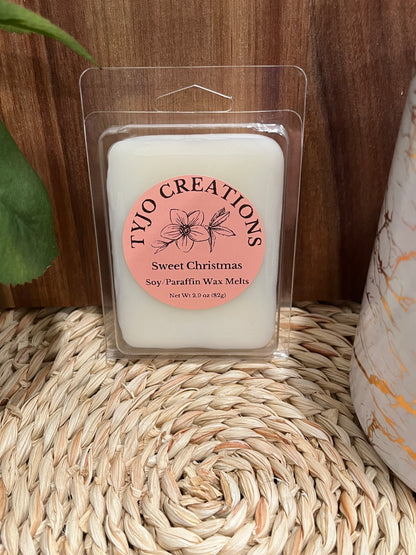 TYJO CREATIONS
Sweet Christmas
Soy/Paraffin Wax Melts
Net Wt 2.9 oz (82g)